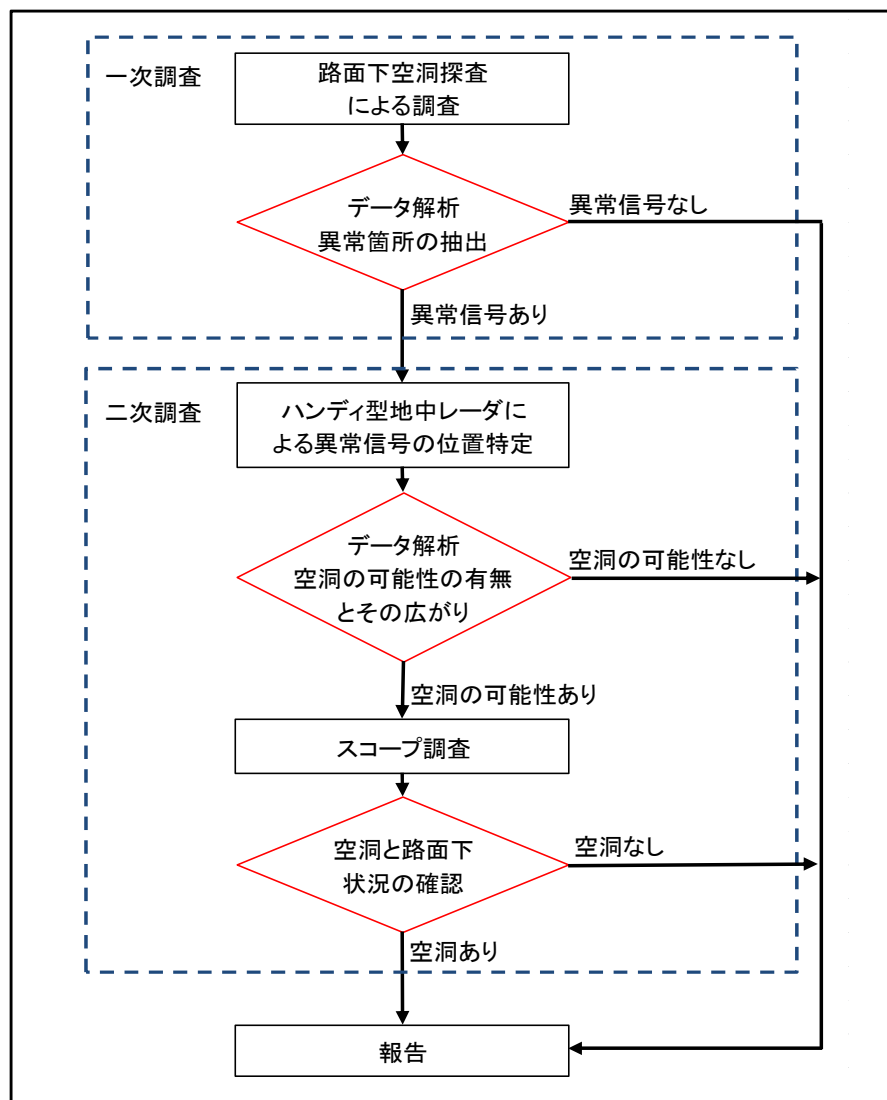 一次調査
路面下空洞探査
による調査
データ解析
異常箇所の抽出
異常信号なし
異常信号あり
二次調査
ハンディ型地中レーダに
よる異常信号の位置特定
データ解析
空洞の可能性の有無
とその広がり
空洞の可能性なし
空洞の可能性あり
スコープ調査
空洞と路面下
状況の確認
空洞なし
空洞あり
報告